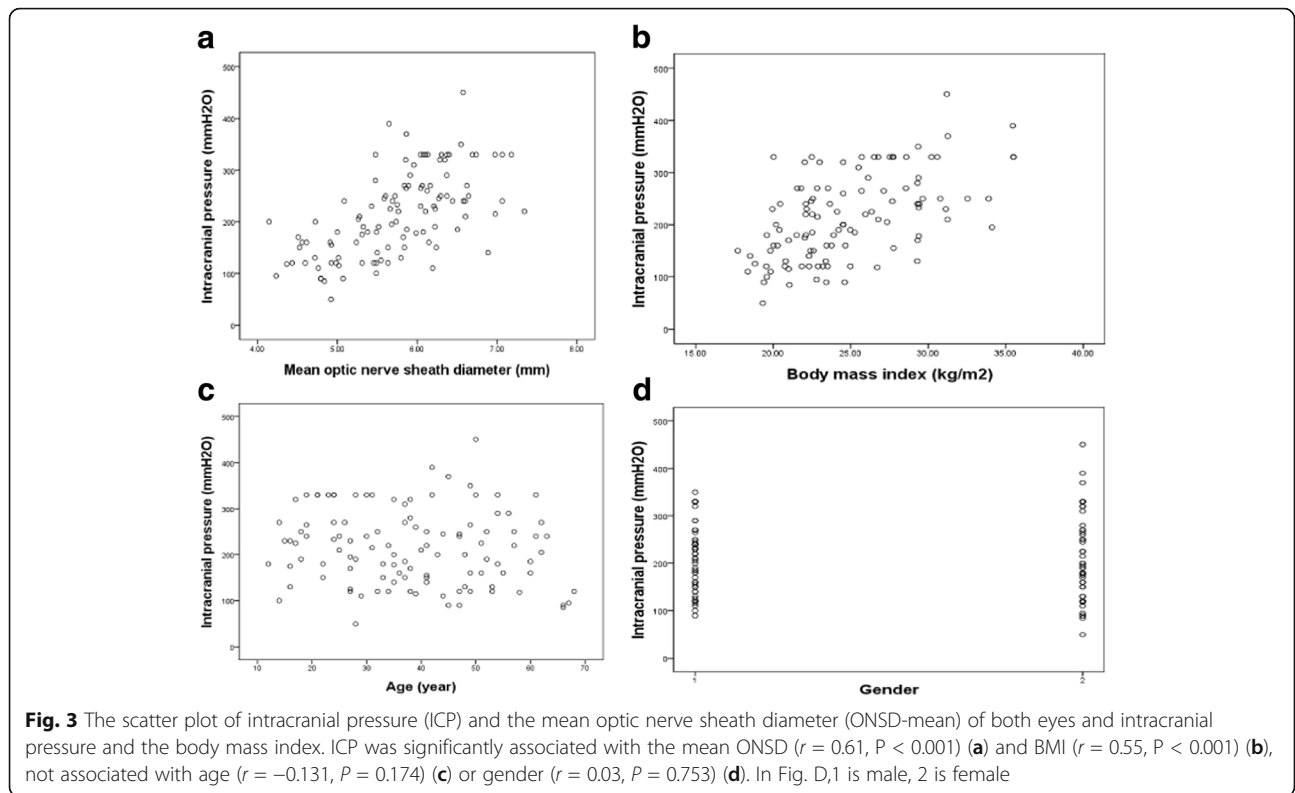 a
b
500
400
300
200
100
0
Intracranial pressure (mmH2O)
4.00 5.00 6.00 7.00 8.00
Mean optic nerve sheath diameter (mm)
500
400
300
200
100
0
Intracranial pressure (mmH2O)
15.00 20.00 25.00 30.00 35.00 40.00
Body mass index (kg/m2)
c
d
500
400
300
200
100
0
Intracranial pressure (mmH2O)
10 20 30 40 50 60 70
Age (year)
500
400
300
200
100
0
Intracranial pressure (mmH2O)
1 2
Gender
Fig. 3 The scatter plot of intracranial pressure (ICP) and the mean optic nerve sheath diameter (ONSD-mean) of both eyes and intracranial
pressure and the body mass index. ICP was significantly associated with the mean ONSD (r = 0.61, P < 0.001) (a) and BMI (r = 0.55, P < 0.001) (b),
not associated with age (r = −0.131, P = 0.174) (c) or gender (r = 0.03, P = 0.753) (d). In Fig. D,1 is male, 2 is female